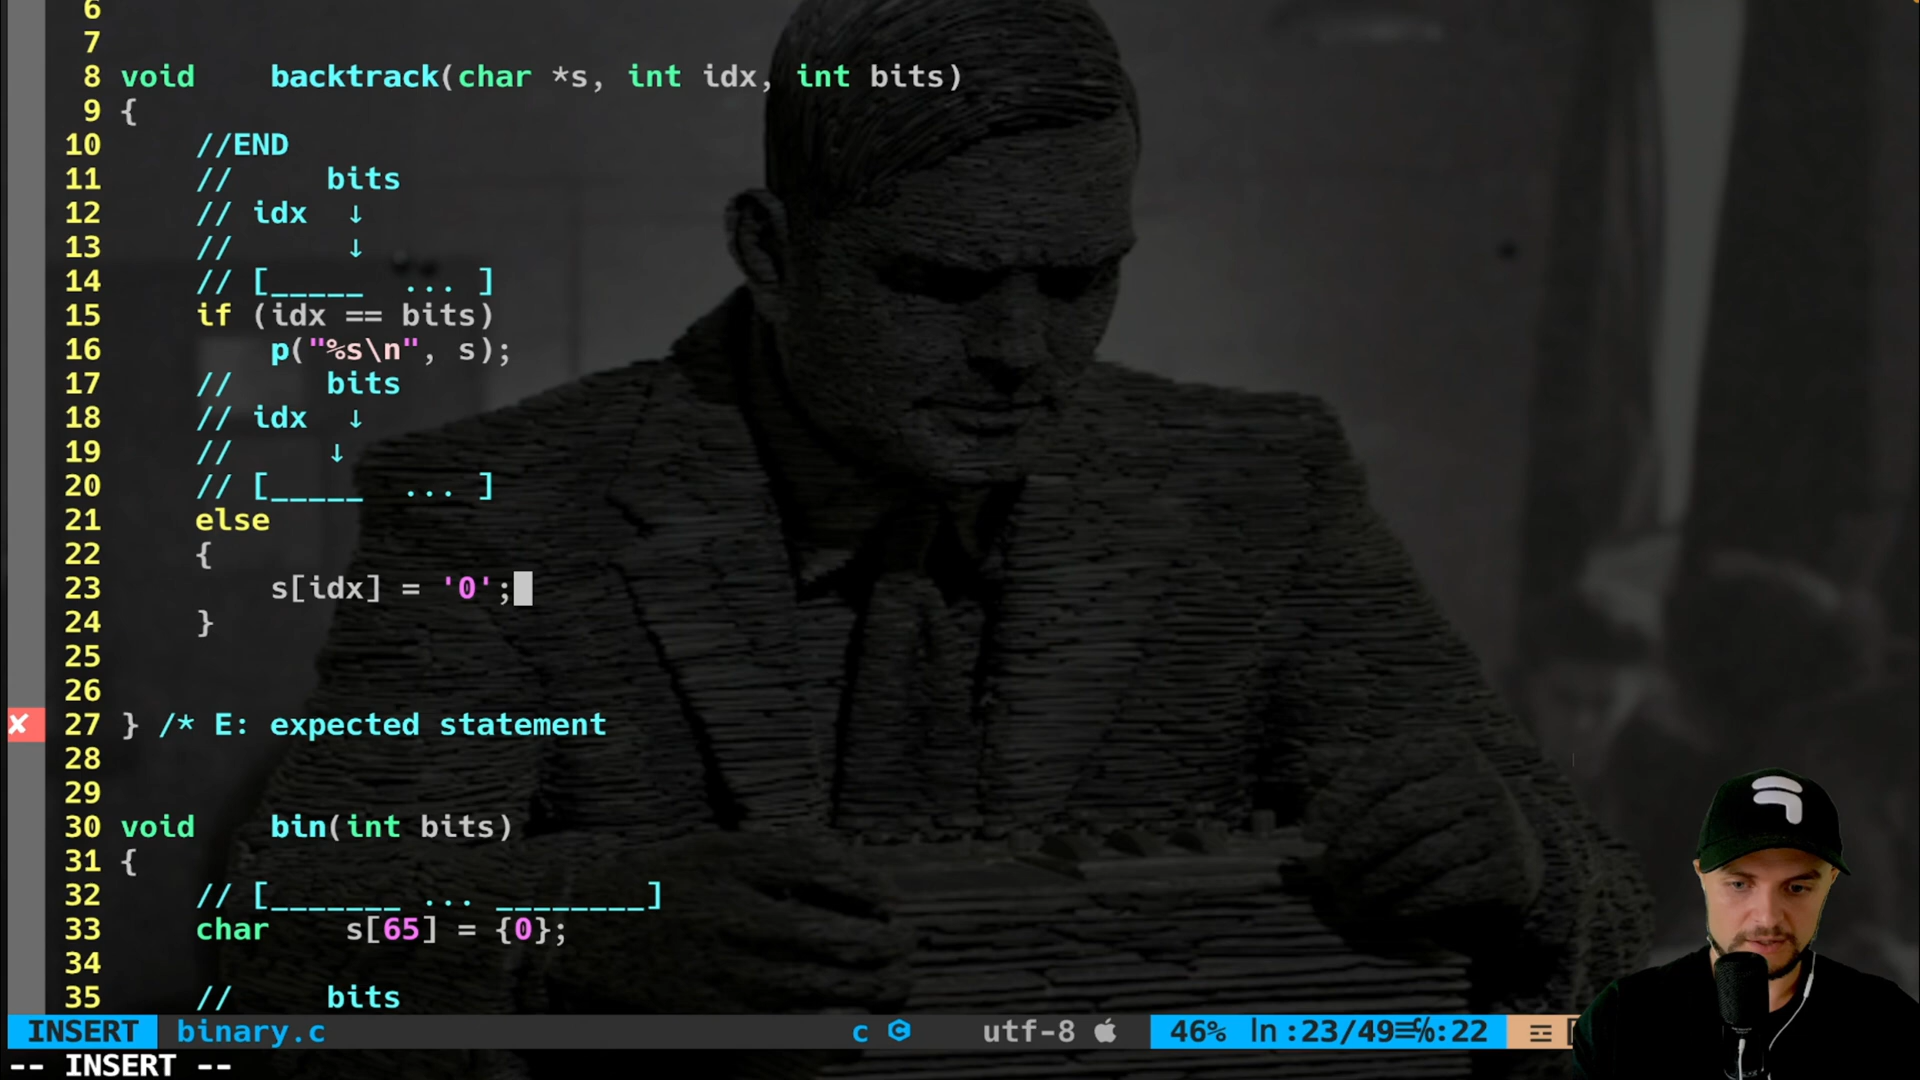 6
7
8 void backtrack(char *s, int idx, int bits)
9 {
10 //END
11 // bits
12 // idx ↓
13 // ↓
14 // [_____ ... ]
15 if (idx == bits)
16 p("%s\n", s);
17 // bits
18 // idx ↓
19 // ↓
20 // [_____ ... ]
21 else
22 {
23 s[idx] = '0';
24 }
25
26
✖ 27 } /* E: expected statement
28
29
30 void bin(int bits)
31 {
32 // [_______ ... ________]
33 char s[65] = {0};
34
35 // bits
INSERT binary.c c utf-8 46% ln :23/49 ℅:22
-- INSERT --